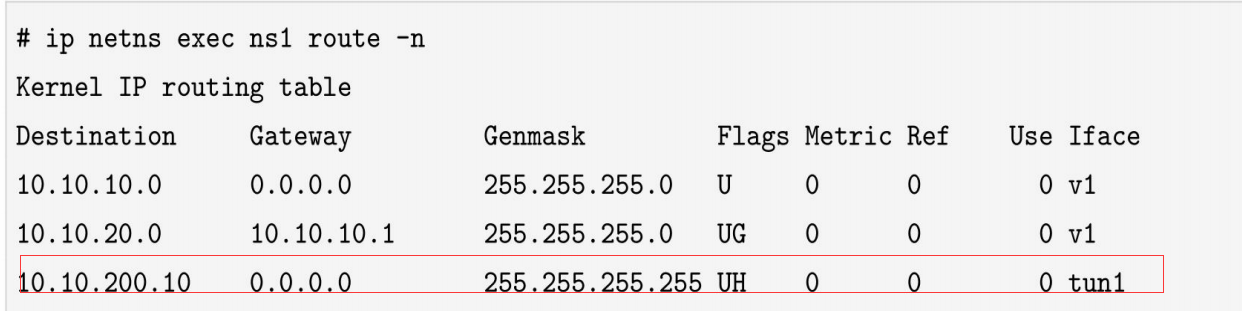 # ip netns exec ns1 route -n
Kernel IP routing table
Destination Gateway Genmask Flags Metric Ref Use Iface
10.10.10.0 0.0.0.0 255.255.255.0 U 0 0 0 v1
10.10.20.0 10.10.10.1 255.255.255.0 UG 0 0 0 v1
10.10.200.10 0.0.0.0 255.255.255.255 UH 0 0 0 tun1